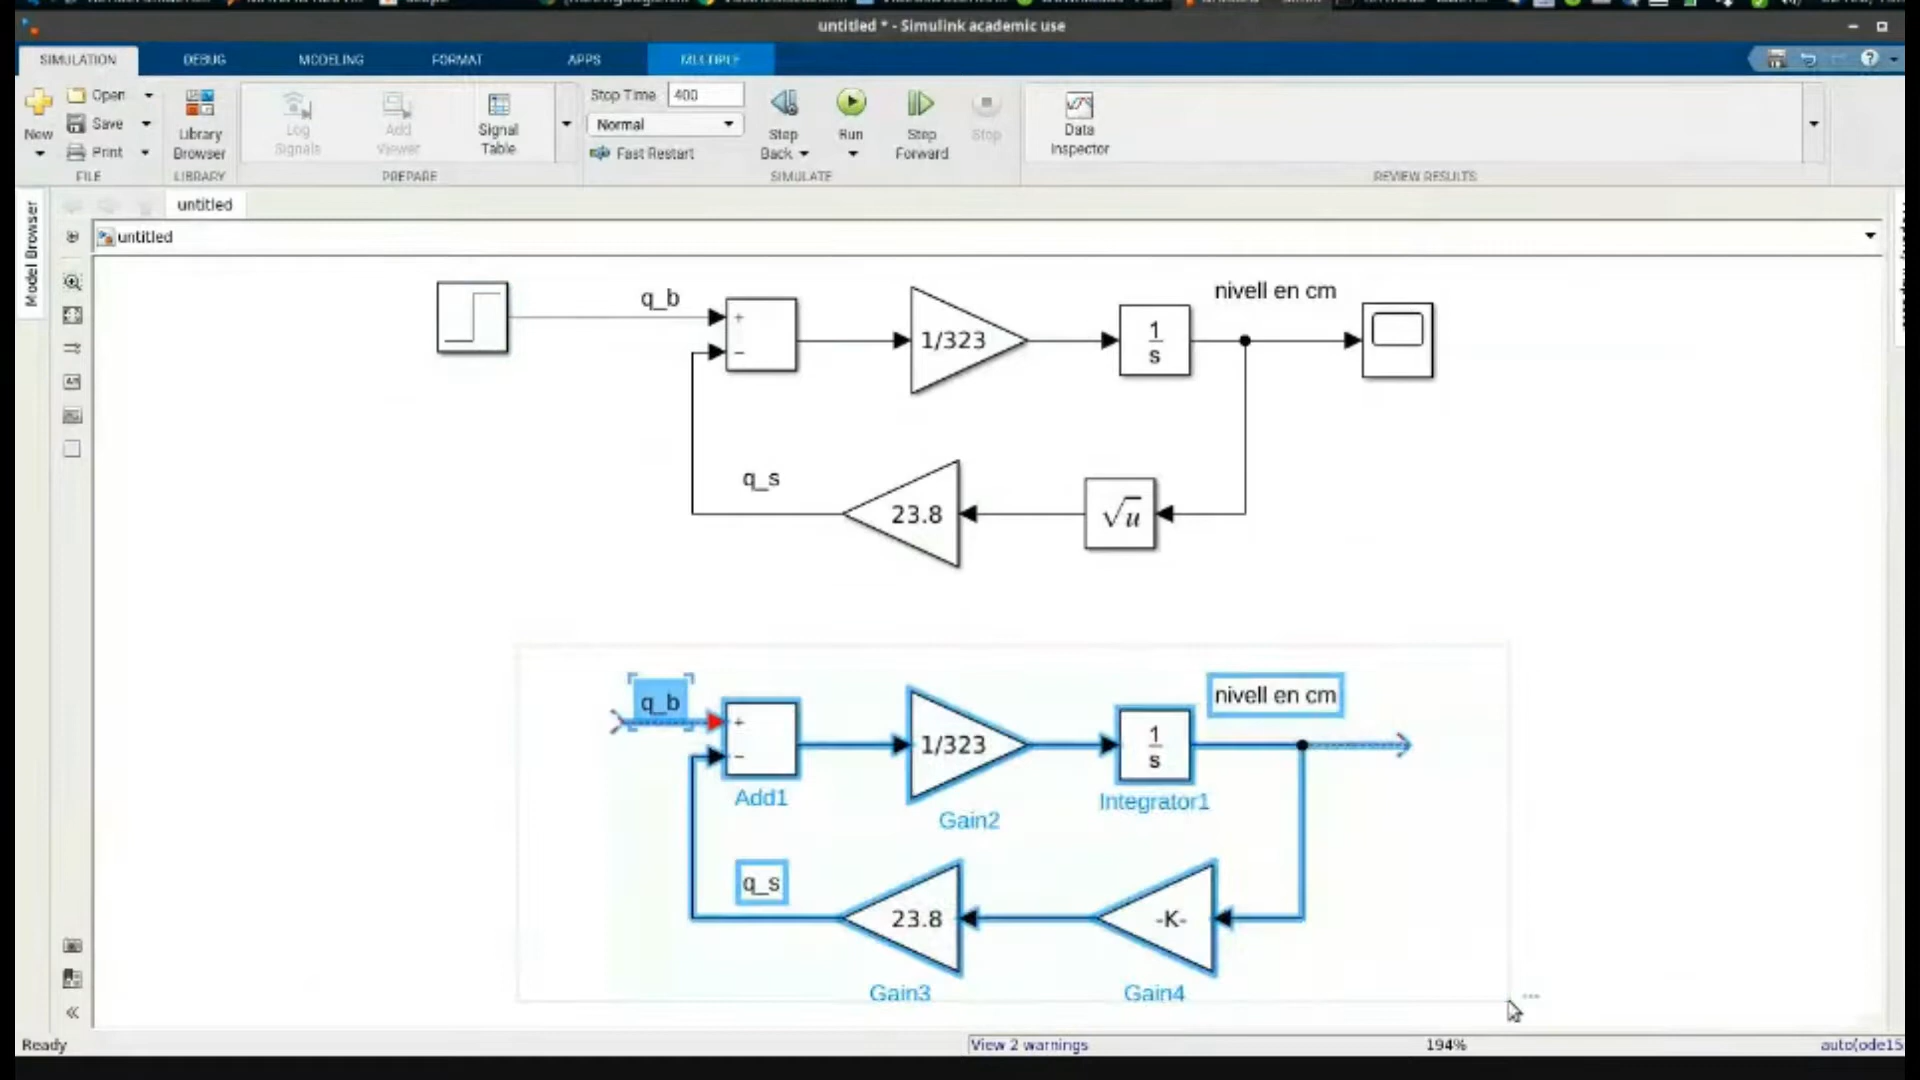 untitled * - Simulink academic use
SIMULATION DEBUG MODELING FORMAT APPS MULTIPLE
New
Open
Save
Print
FILE
Library Browser
LIBRARY
Log Signals
Add Viewer
Signal Table
PREPARE
Stop Time 400
Normal
Fast Restart
Step Back
Run
Step Forward
Stop
SIMULATE
Data Inspector
REVIEW RESULTS
Model Browser
untitled
untitled
q_b
+
−
1/323
1
s
nivell en cm
q_s
23.8
√u
q_b
+
−
Add1
1/323
Gain2
1
s
Integrator1
nivell en cm
q_s
23.8
Gain3
-K-
Gain4
Ready
View 2 warnings
194%
auto(ode15